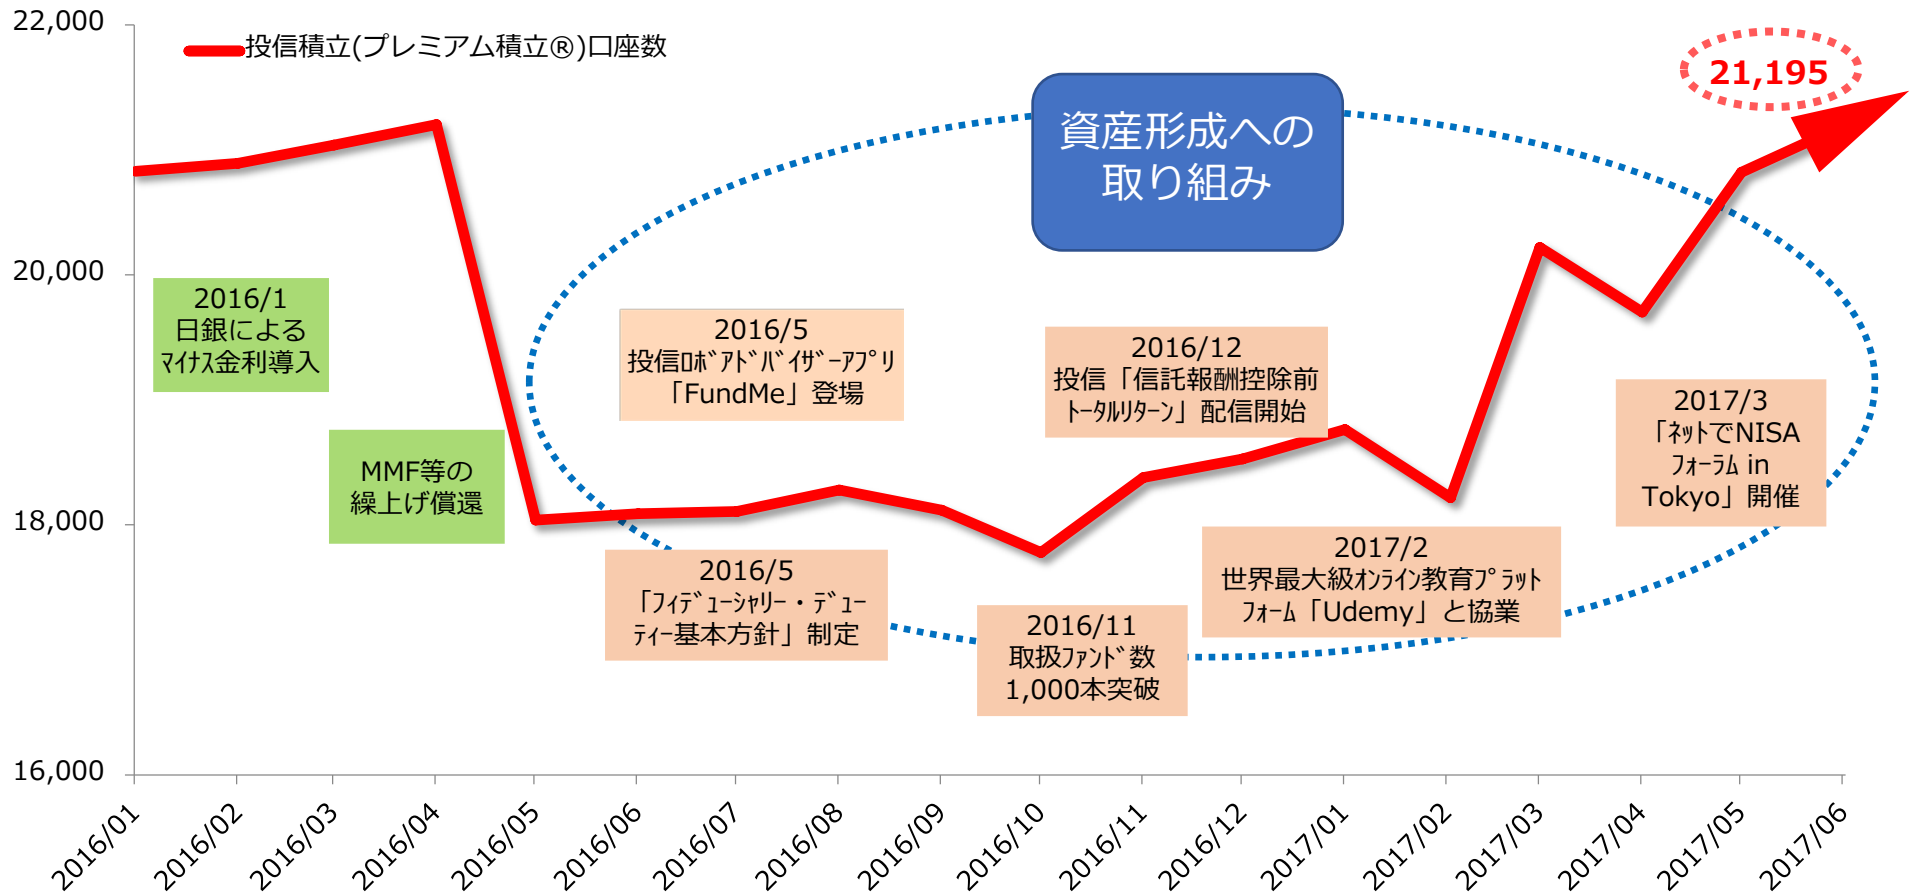 22,000
20,000
18,000
16,000
投信積立(プレミアム積立®)口座数
21,195
資産形成への
取り組み
2016/1
日銀による
ﾏｲﾅｽ金利導入
MMF等の
繰上げ償還
2016/5
投信ﾛﾎﾞｱﾄﾞﾊﾞｲｻﾞｰｱﾌﾟﾘ
「FundMe」登場
2016/5
「ﾌｨﾃﾞｭｰｼｬﾘｰ・ﾃﾞｭｰ
ﾃｨｰ基本方針」制定
2016/11
取扱ﾌｧﾝﾄﾞ数
1,000本突破
2016/12
投信「信託報酬控除前
ﾄｰﾀﾙﾘﾀｰﾝ」配信開始
2017/2
世界最大級ｵﾝﾗｲﾝ教育ﾌﾟﾗｯﾄ
ﾌｫｰﾑ「Udemy」と協業
2017/3
「ﾈｯﾄでNISA
ﾌｫｰﾗﾑ in
Tokyo」開催
2016/01
2016/02
2016/03
2016/04
2016/05
2016/06
2016/07
2016/08
2016/09
2016/10
2016/11
2016/12
2017/01
2017/02
2017/03
2017/04
2017/05
2017/06